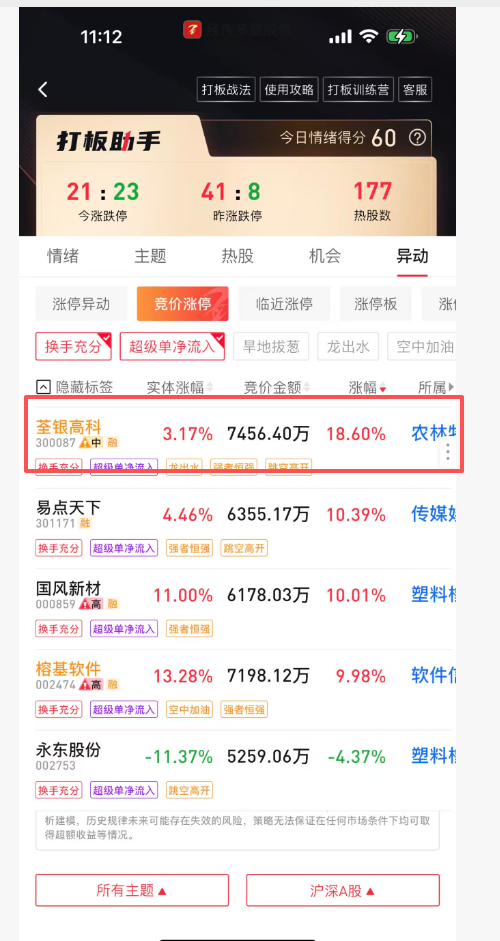 11:12
打板战法 使用攻略 打板训练营 客服
打板助手
今日情绪得分 60 ?
21 : 23 41 : 8 177
今涨跌停 昨涨跌停 热股数
情绪 主题 热股 机会 异动
涨停异动 竞价涨停 临近涨停 涨停板
换手充分 超级单净流入 旱地拔葱 龙出水 空中加油
隐藏标签 实体涨幅 竞价金额 涨幅 所属
荃银高科 3.17% 7456.40万 18.60% 农林牧
300087 中 融
换手充分 超级单净流入 龙出水 强者恒强 跳空高开
易点天下 4.46% 6355.17万 10.39% 传媒娱
301171 融
换手充分 超级单净流入 强者恒强 跳空高开
国风新材 11.00% 6178.03万 10.01% 塑料橡
000859 高 融
换手充分 超级单净流入 强者恒强
榕基软件 13.28% 7198.12万 9.98% 软件信
002474 高 融
换手充分 超级单净流入 空中加油 强者恒强
永东股份 -11.37% 5259.06万 -4.37% 塑料橡
002753
换手充分 超级单净流入 跳空高开
析建模，历史规律未来可能存在失效的风险，策略无法保证在任何市场条件下均可取
得超额收益等情况。
所有主题 沪深A股